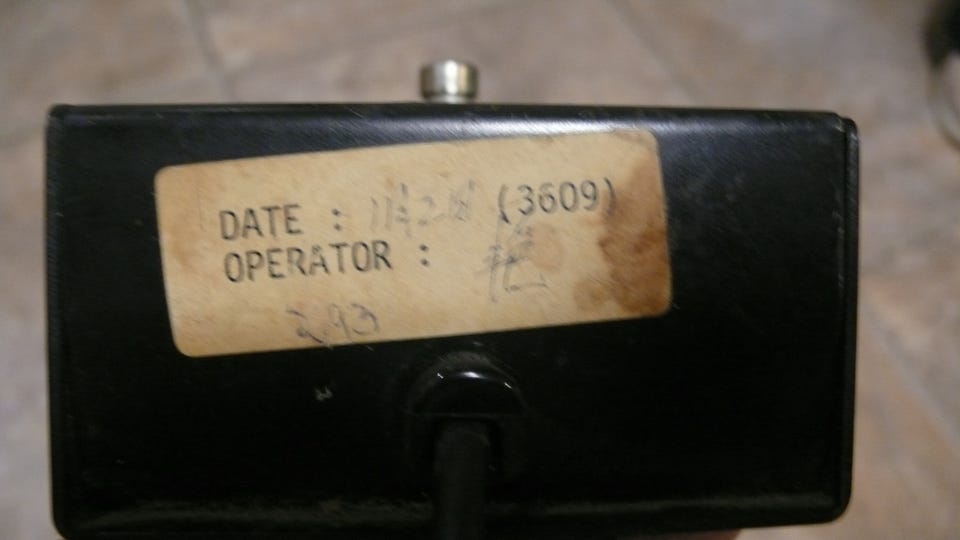 DATE : (3609)
OPERATOR :
293